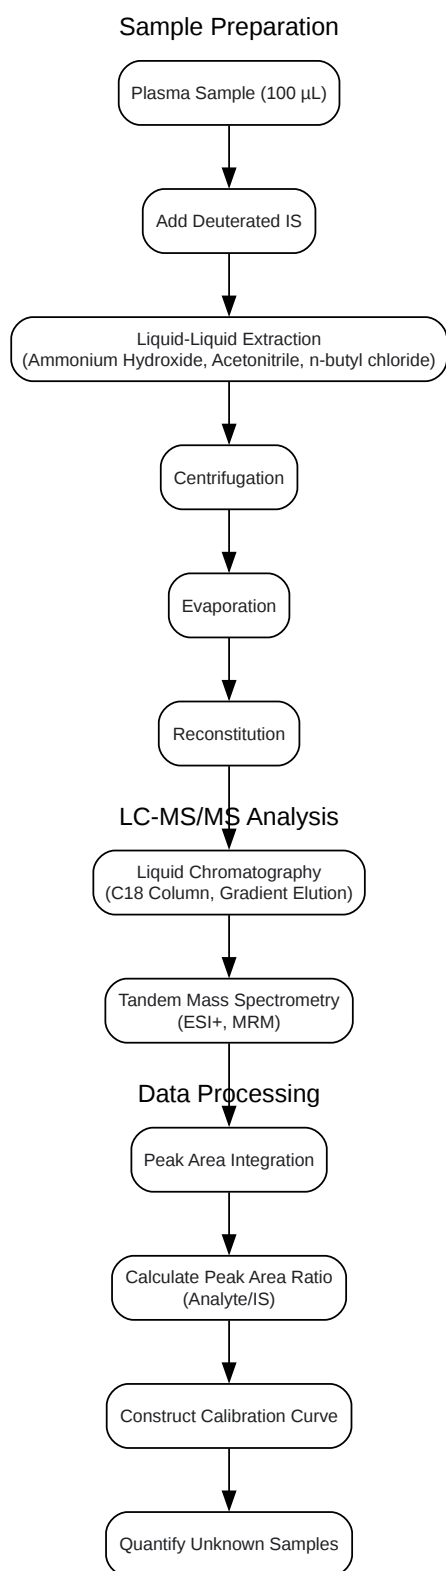 Sample Preparation
Plasma Sample (100 µL)
Add Deuterated IS
Liquid-Liquid Extraction
(Ammonium Hydroxide, Acetonitrile, n-butyl chloride)
Centrifugation
Evaporation
Reconstitution
LC-MS/MS Analysis
Liquid Chromatography
(C18 Column, Gradient Elution)
Tandem Mass Spectrometry
(ESI+, MRM)
Data Processing
Peak Area Integration
Calculate Peak Area Ratio
(Analyte/IS)
Construct Calibration Curve
Quantify Unknown Samples